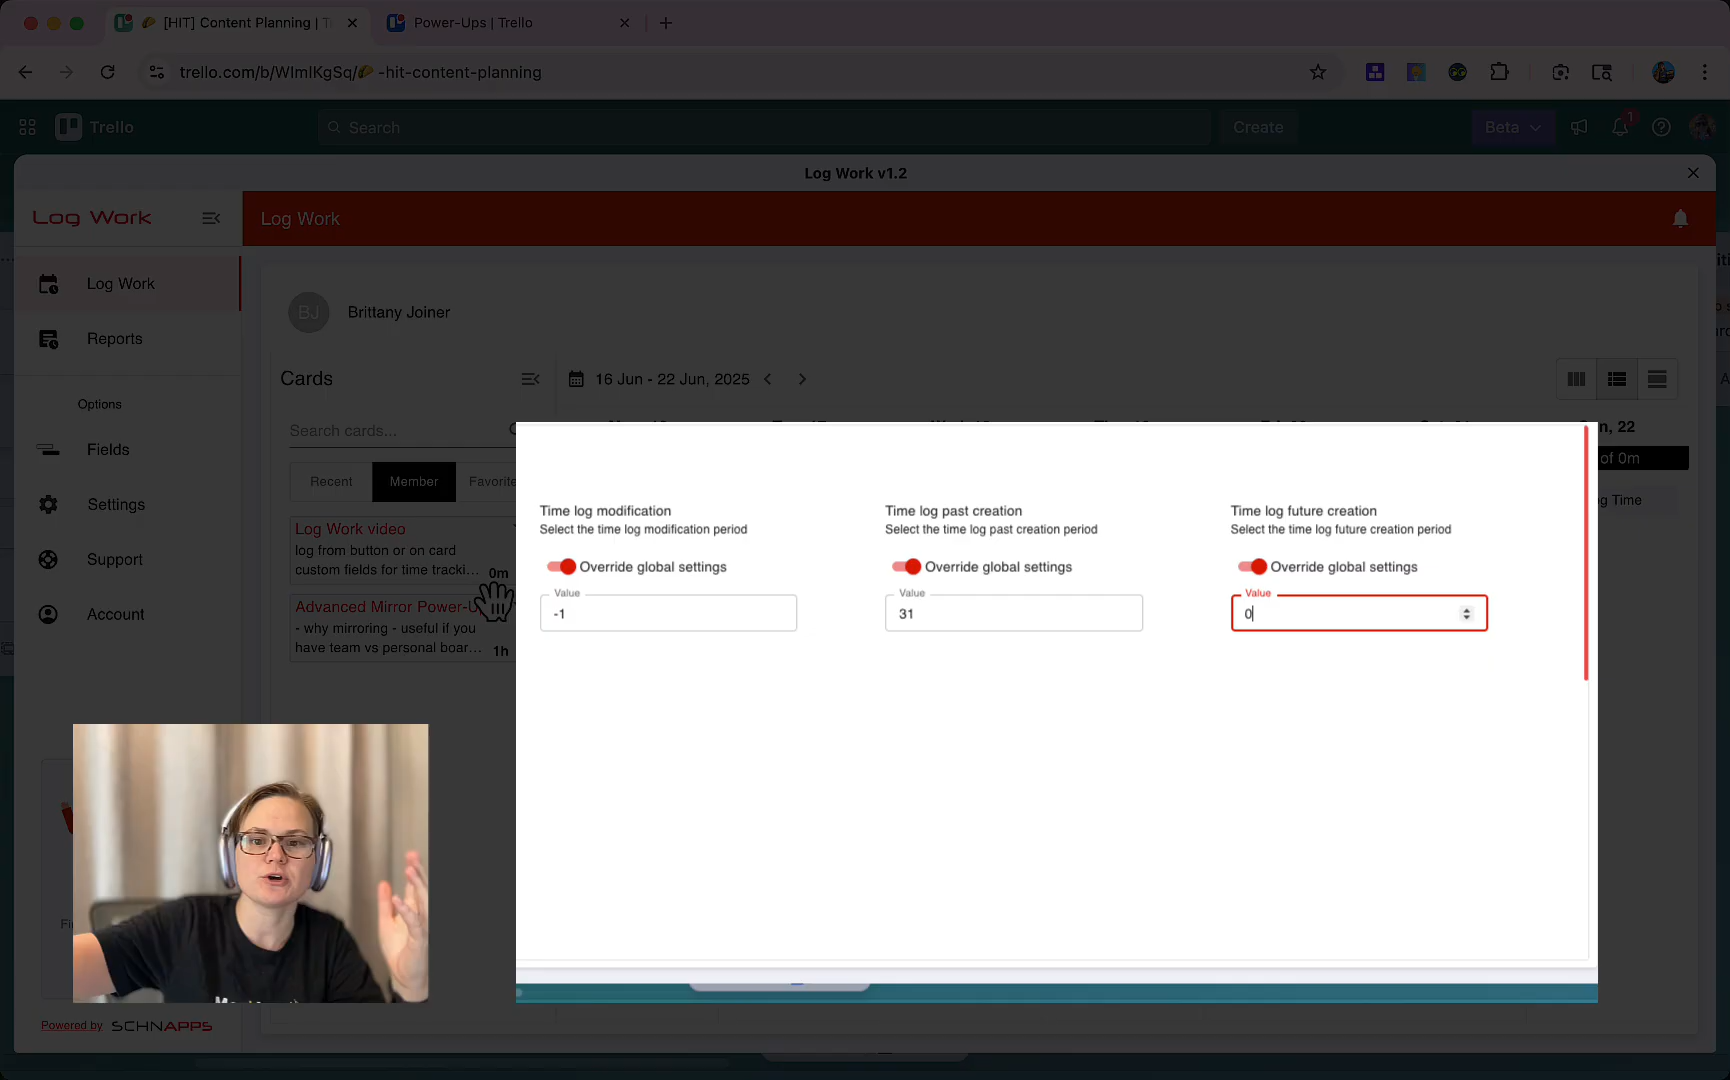 [HIT] Content Planning | T
Power-Ups | Trello
trello.com/b/WlmlKgSq/🌮-hit-content-planning
Trello
Search
Create
Beta
1
Log Work v1.2
Log Work
Log Work
Log Work
Reports
Options
Fields
Settings
Support
Account
BJ
Brittany Joiner
Cards
16 Jun - 22 Jun, 2025
Search cards...
Recent
Member
Favorite
Log Work video
log from button or on card
custom fields for time tracki...
0m
Advanced Mirror Power-U
- why mirroring - useful if you
have team vs personal boar...
1h
n, 22
of 0m
g Time
Time log modification
Select the time log modification period
Override global settings
Value
-1
Time log past creation
Select the time log past creation period
Override global settings
Value
31
Time log future creation
Select the time log future creation period
Override global settings
Value
0
Powered by SCHNAPPS